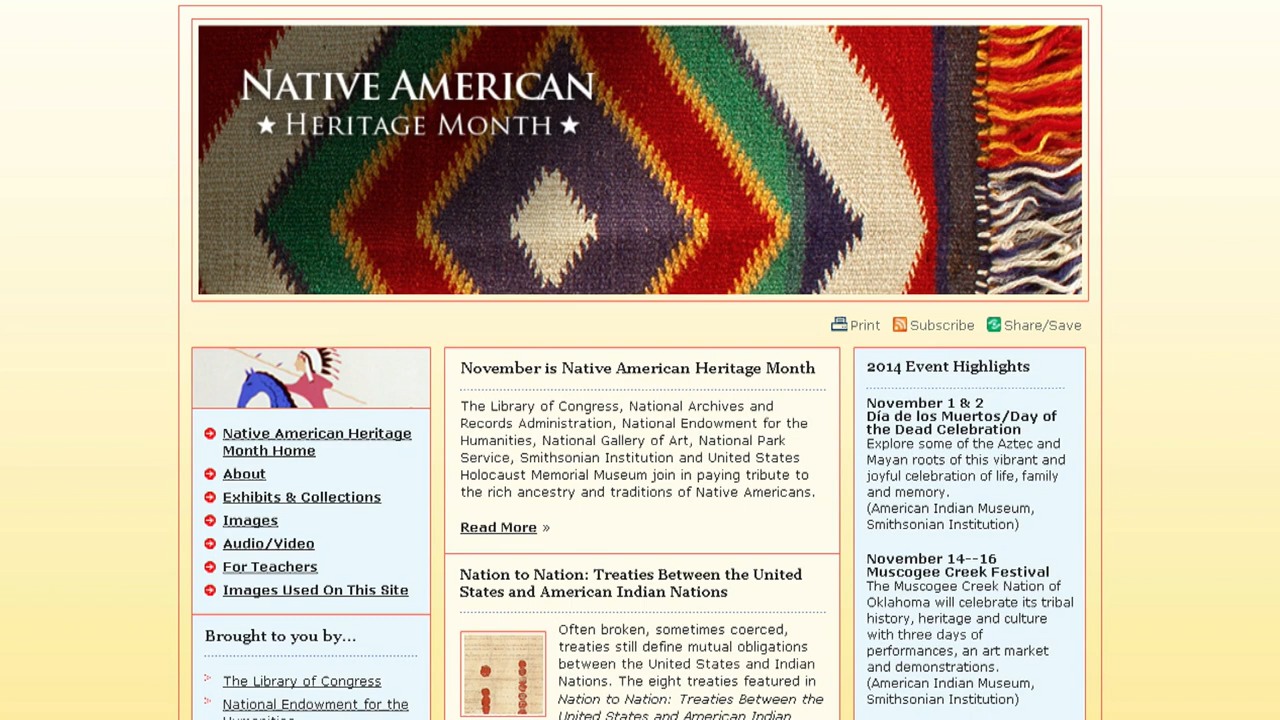 NATIVE AMERICAN
★ HERITAGE MONTH ★
Print Subscribe Share/Save
Native American Heritage
Month Home
About
Exhibits & Collections
Images
Audio/Video
For Teachers
Images Used On This Site
Brought to you by...
The Library of Congress
National Endowment for the
Humanities
November is Native American Heritage Month
The Library of Congress, National Archives and
Records Administration, National Endowment for the
Humanities, National Gallery of Art, National Park
Service, Smithsonian Institution and United States
Holocaust Memorial Museum join in paying tribute to
the rich ancestry and traditions of Native Americans.
Read More »
Nation to Nation: Treaties Between the United
States and American Indian Nations
Often broken, sometimes coerced,
treaties still define mutual obligations
between the United States and Indian
Nations. The eight treaties featured in
Nation to Nation: Treaties Between the
United States and American Indian
2014 Event Highlights
November 1 & 2
Día de los Muertos/Day of
the Dead Celebration
Explore some of the Aztec and
Mayan roots of this vibrant and
joyful celebration of life, family
and memory.
(American Indian Museum,
Smithsonian Institution)
November 14--16
Muscogee Creek Festival
The Muscogee Creek Nation of
Oklahoma will celebrate its tribal
history, heritage and culture
with three days of
performances, an art market
and demonstrations.
(American Indian Museum,
Smithsonian Institution)